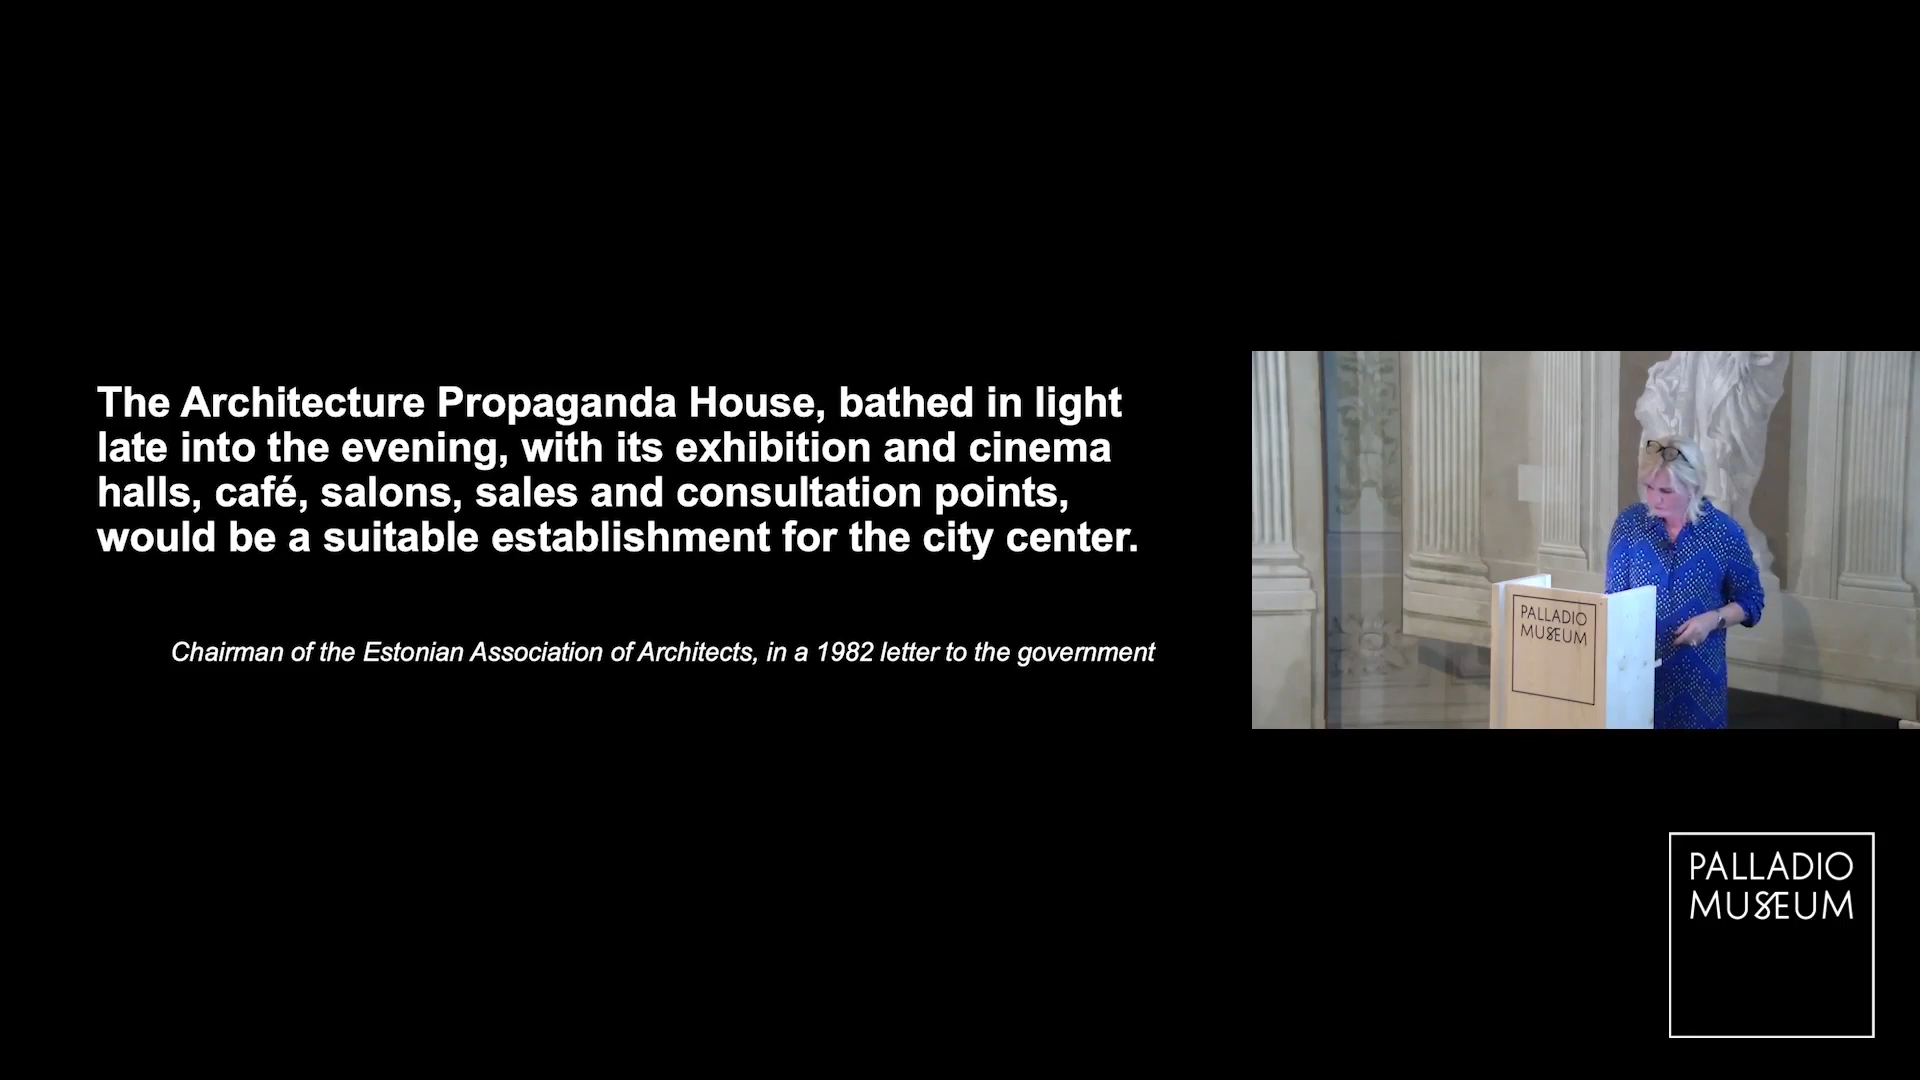 The Architecture Propaganda House, bathed in light
late into the evening, with its exhibition and cinema
halls, café, salons, sales and consultation points,
would be a suitable establishment for the city center.
Chairman of the Estonian Association of Architects, in a 1982 letter to the government
PALLADIO
MUSEUM
PALLADIO
MUSEUM